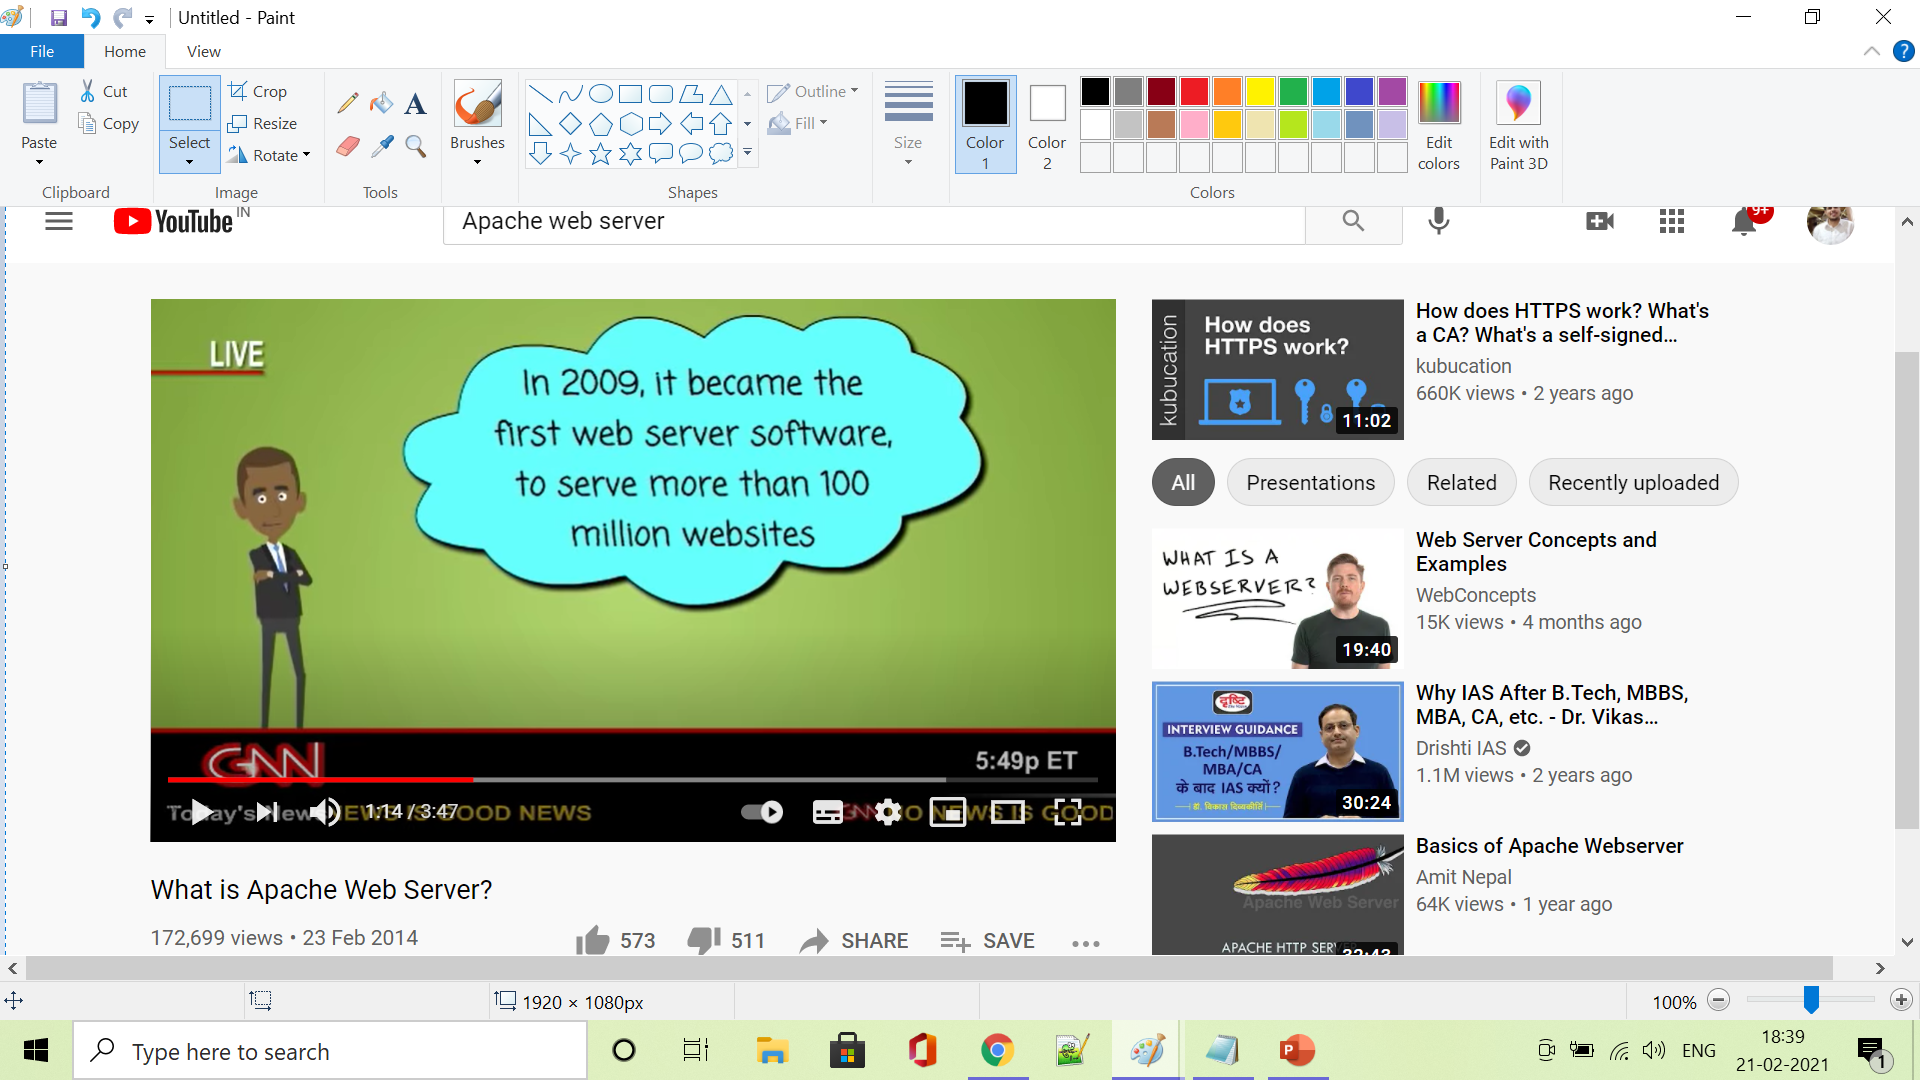 Untitled - Paint
File Home View
Cut
Copy
Paste
Clipboard
Crop
Resize
Rotate
Select
Image
A
Tools
Brushes
Shapes
Outline
Fill
Size
Color 1
Color 2
Colors
Edit colors
Edit with Paint 3D
YouTube IN
Apache web server
9+
LIVE
In 2009, it became the
first web server software,
to serve more than 100
million websites
GNN
5:49p ET
1:14 / 3:47
What is Apache Web Server?
172,699 views • 23 Feb 2014
573 511 SHARE SAVE
kubucation
How does
HTTPS work?
11:02
How does HTTPS work? What's
a CA? What's a self-signed...
kubucation
660K views • 2 years ago
All Presentations Related Recently uploaded
WHAT IS A
WEBSERVER?
19:40
Web Server Concepts and
Examples
WebConcepts
15K views • 4 months ago
दृष्टि
INTERVIEW GUIDANCE
B.Tech/MBBS/
MBA/CA
के बाद IAS क्यों?
डॉ. विकास दिव्यकीर्ति
30:24
Why IAS After B.Tech, MBBS,
MBA, CA, etc. - Dr. Vikas...
Drishti IAS
1.1M views • 2 years ago
Apache Web Server
APACHE HTTP SERVER
32:43
Basics of Apache Webserver
Amit Nepal
64K views • 1 year ago
1920 × 1080px
100%
Type here to search
ENG
18:39
21-02-2021
1